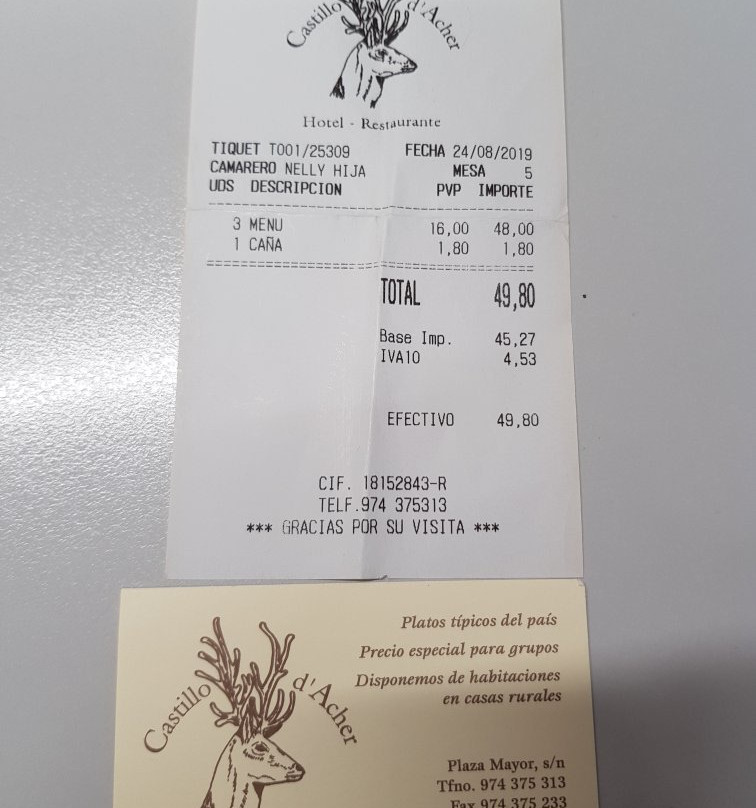 Castillo d'Acher
Hotel - Restaurante
TIQUET T001/25309 FECHA 24/08/2019
CAMARERO NELLY HIJA MESA 5
UDS DESCRIPCION PVP IMPORTE
3 MENU 16,00 48,00
1 CAÑA 1,80 1,80
TOTAL 49,80
Base Imp. 45,27
IVA10 4,53
EFECTIVO 49,80
CIF. 18152843-R
TELF.974 375313
*** GRACIAS POR SU VISITA ***
Castillo d'Acher
Platos típicos del país
Precio especial para grupos
Disponemos de habitaciones
en casas rurales
Plaza Mayor, s/n
Tfno. 974 375 313
Fax 974 375 233